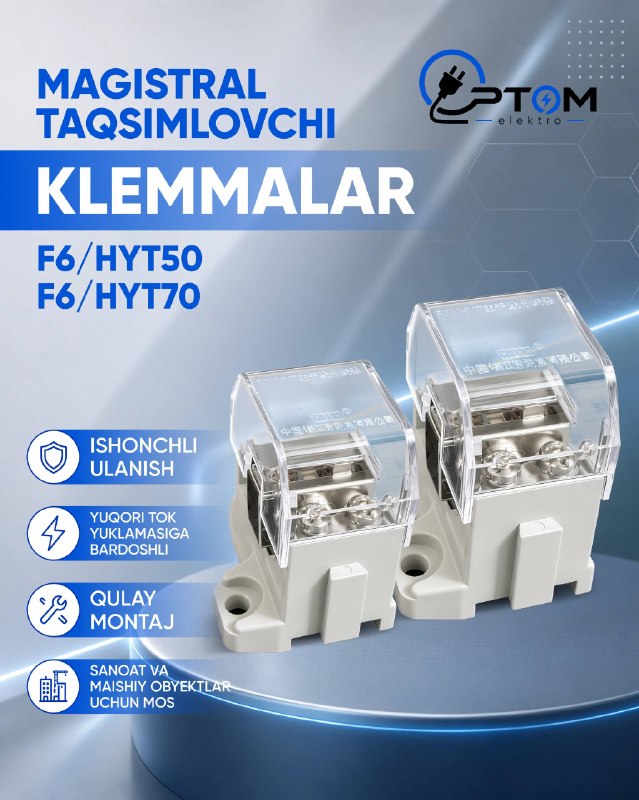 MAGISTRAL
TAQSIMLOVCHI
KLEMMALAR
PTOM
elektro
F6/HYT50
F6/HYT70
ISHONCHLI
ULANISH
YUQORI TOK
YUKLAMASIGA
BARDOSHLI
QULAY
MONTAJ
SANOAT VA
MAISHIY OBYEKTLAR
UCHUN MOS